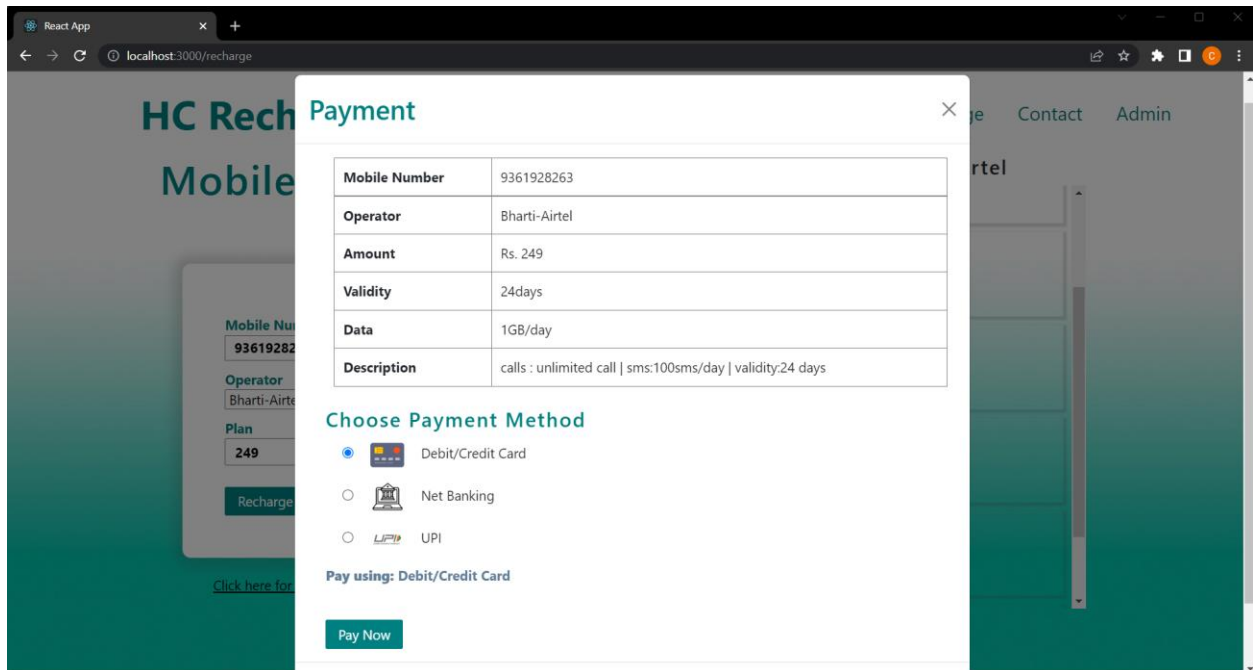 React App
localhost:3000/recharge
HC Rech
Contact
Admin
Mobile
Mobile
93619282
Operator
Bharti-Airte
Plan
249
Recharge
Click here for
Payment
Mobile Number 9361928263
Operator Bharti-Airtel
Amount Rs. 249
Validity 24days
Data 1GB/day
Description calls : unlimited call | sms:100sms/day | validity:24 days
Choose Payment Method
Debit/Credit Card
Net Banking
UPI UPI
Pay using: Debit/Credit Card
Pay Now